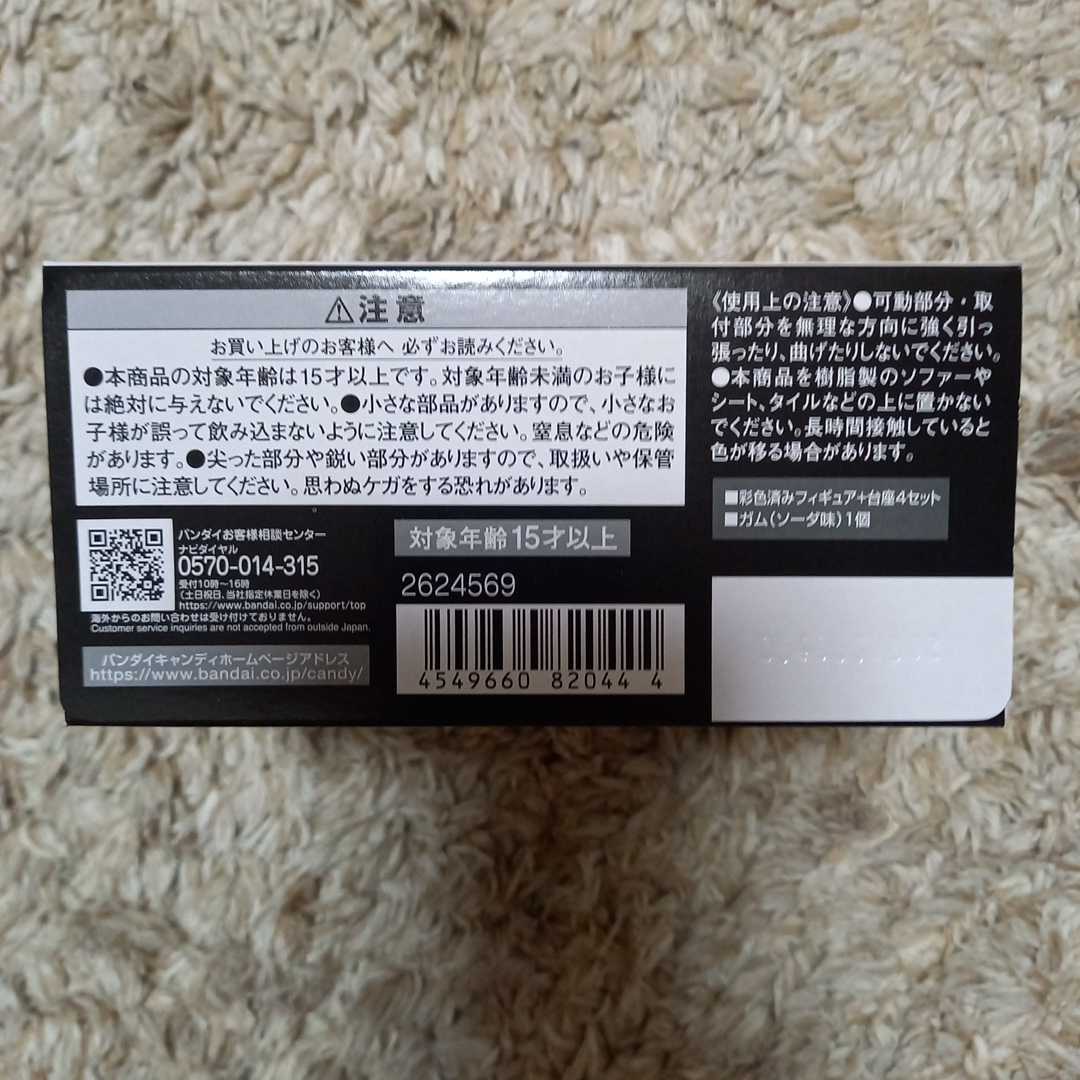 ⚠注意
お買い上げのお客様へ 必ずお読みください。
●本商品の対象年齢は15才以上です。対象年齢未満のお子様に
は絶対に与えないでください。●小さな部品がありますので、小さなお
子様が誤って飲み込まないように注意してください。窒息などの危険
があります。●尖った部分や鋭い部分がありますので、取扱いや保管
場所に注意してください。思わぬケガをする恐れがあります。
《使用上の注意》●可動部分・取
付部分を無理な方向に強く引っ
張ったり、曲げたりしないでください。
●本商品を樹脂製のソファーや
シート、タイルなどの上に置かない
でください。長時間接触していると
色が移る場合があります。
■彩色済みフィギュア+台座4セット
■ガム(ソーダ味)1個
バンダイお客様相談センター
ナビダイヤル
0570-014-315
受付10時〜16時
(土日祝日、当社指定休業日を除く)
https://www.bandai.co.jp/support/top
海外からのお問い合わせは受け付けておりません。
Customer service inquiries are not accepted from outside Japan.
バンダイキャンディホームページアドレス
https://www.bandai.co.jp/candy/
対象年齢15才以上
2624569
4549660 82044 4